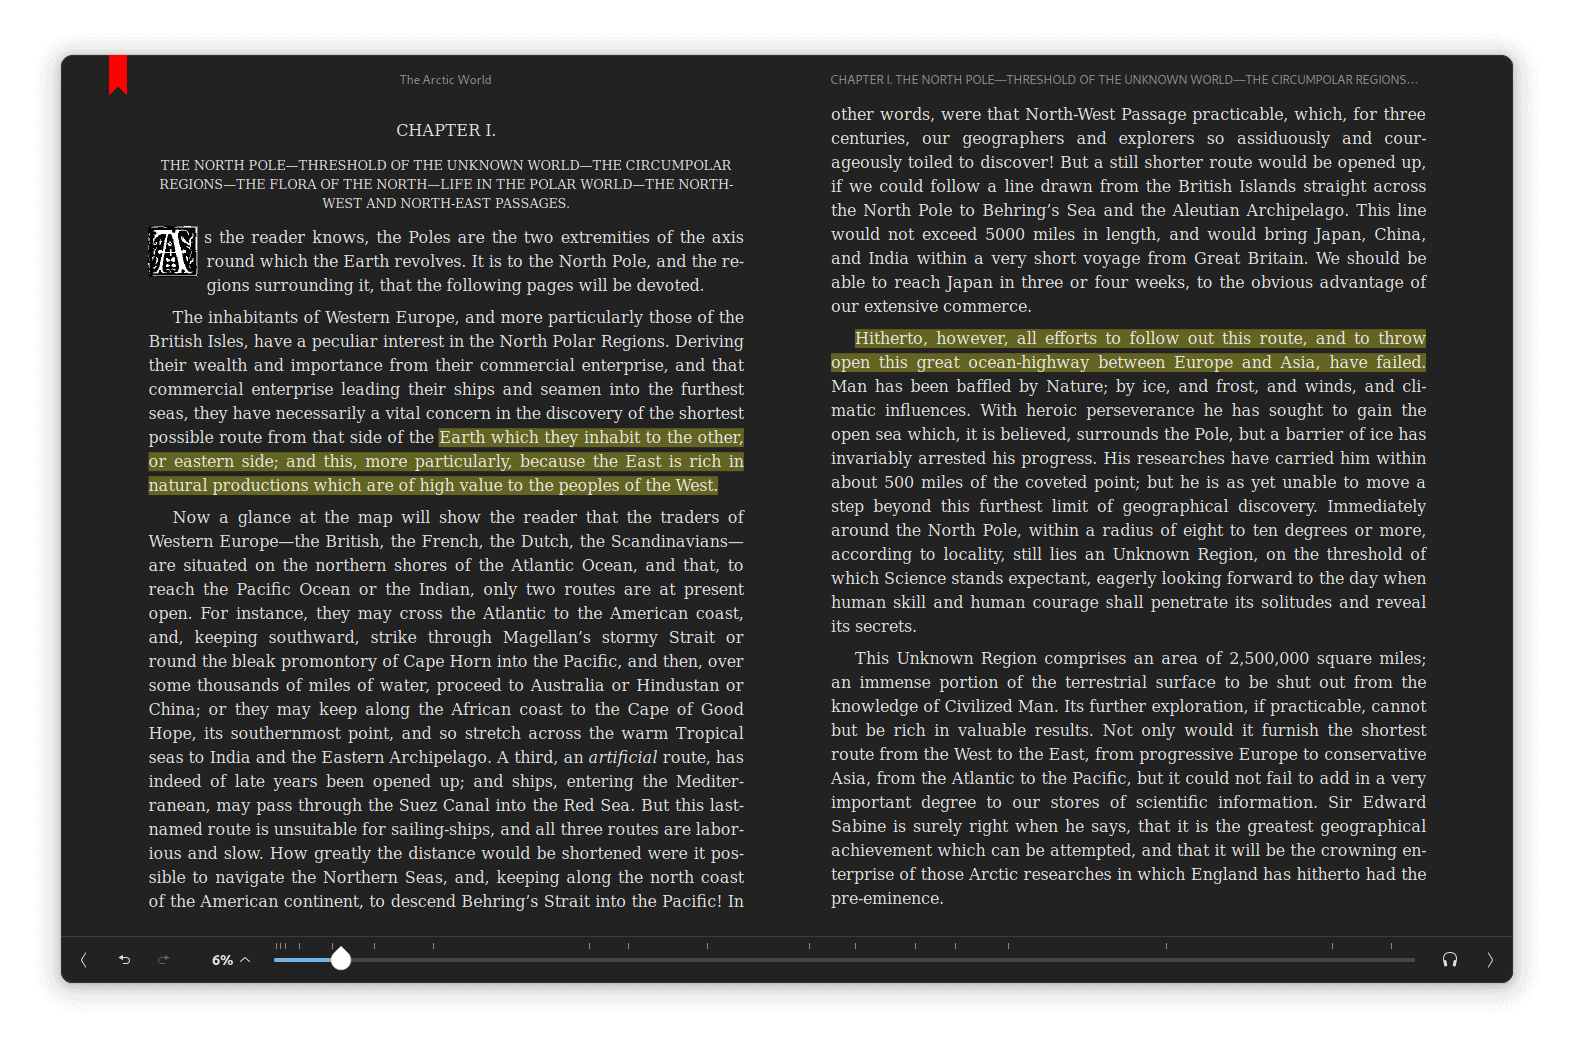 The Arctic World
CHAPTER I.
THE NORTH POLE—THRESHOLD OF THE UNKNOWN WORLD—THE CIRCUMPOLAR
REGIONS—THE FLORA OF THE NORTH—LIFE IN THE POLAR WORLD—THE NORTH-
WEST AND NORTH-EAST PASSAGES.
As the reader knows, the Poles are the two extremities of the axis
round which the Earth revolves. It is to the North Pole, and the re-
gions surrounding it, that the following pages will be devoted.
The inhabitants of Western Europe, and more particularly those of the
British Isles, have a peculiar interest in the North Polar Regions. Deriving
their wealth and importance from their commercial enterprise, and that
commercial enterprise leading their ships and seamen into the furthest
seas, they have necessarily a vital concern in the discovery of the shortest
possible route from that side of the Earth which they inhabit to the other,
or eastern side; and this, more particularly, because the East is rich in
natural productions which are of high value to the peoples of the West.
Now a glance at the map will show the reader that the traders of
Western Europe—the British, the French, the Dutch, the Scandinavians—
are situated on the northern shores of the Atlantic Ocean, and that, to
reach the Pacific Ocean or the Indian, only two routes are at present
open. For instance, they may cross the Atlantic to the American coast,
and, keeping southward, strike through Magellan’s stormy Strait or
round the bleak promontory of Cape Horn into the Pacific, and then, over
some thousands of miles of water, proceed to Australia or Hindustan or
China; or they may keep along the African coast to the Cape of Good
Hope, its southernmost point, and so stretch across the warm Tropical
seas to India and the Eastern Archipelago. A third, an artificial route, has
indeed of late years been opened up; and ships, entering the Mediter-
ranean, may pass through the Suez Canal into the Red Sea. But this last-
named route is unsuitable for sailing-ships, and all three routes are labor-
ious and slow. How greatly the distance would be shortened were it pos-
sible to navigate the Northern Seas, and, keeping along the north coast
of the American continent, to descend Behring’s Strait into the Pacific! In
CHAPTER I. THE NORTH POLE—THRESHOLD OF THE UNKNOWN WORLD—THE CIRCUMPOLAR REGIONS…
other words, were that North-West Passage practicable, which, for three
centuries, our geographers and explorers so assiduously and cour-
ageously toiled to discover! But a still shorter route would be opened up,
if we could follow a line drawn from the British Islands straight across
the North Pole to Behring’s Sea and the Aleutian Archipelago. This line
would not exceed 5000 miles in length, and would bring Japan, China,
and India within a very short voyage from Great Britain. We should be
able to reach Japan in three or four weeks, to the obvious advantage of
our extensive commerce.
Hitherto, however, all efforts to follow out this route, and to throw
open this great ocean-highway between Europe and Asia, have failed.
Man has been baffled by Nature; by ice, and frost, and winds, and cli-
matic influences. With heroic perseverance he has sought to gain the
open sea which, it is believed, surrounds the Pole, but a barrier of ice has
invariably arrested his progress. His researches have carried him within
about 500 miles of the coveted point; but he is as yet unable to move a
step beyond this furthest limit of geographical discovery. Immediately
around the North Pole, within a radius of eight to ten degrees or more,
according to locality, still lies an Unknown Region, on the threshold of
which Science stands expectant, eagerly looking forward to the day when
human skill and human courage shall penetrate its solitudes and reveal
its secrets.
This Unknown Region comprises an area of 2,500,000 square miles;
an immense portion of the terrestrial surface to be shut out from the
knowledge of Civilized Man. Its further exploration, if practicable, cannot
but be rich in valuable results. Not only would it furnish the shortest
route from the West to the East, from progressive Europe to conservative
Asia, from the Atlantic to the Pacific, but it could not fail to add in a very
important degree to our stores of scientific information. Sir Edward
Sabine is surely right when he says, that it is the greatest geographical
achievement which can be attempted, and that it will be the crowning en-
terprise of those Arctic researches in which England has hitherto had the
pre-eminence.
6%